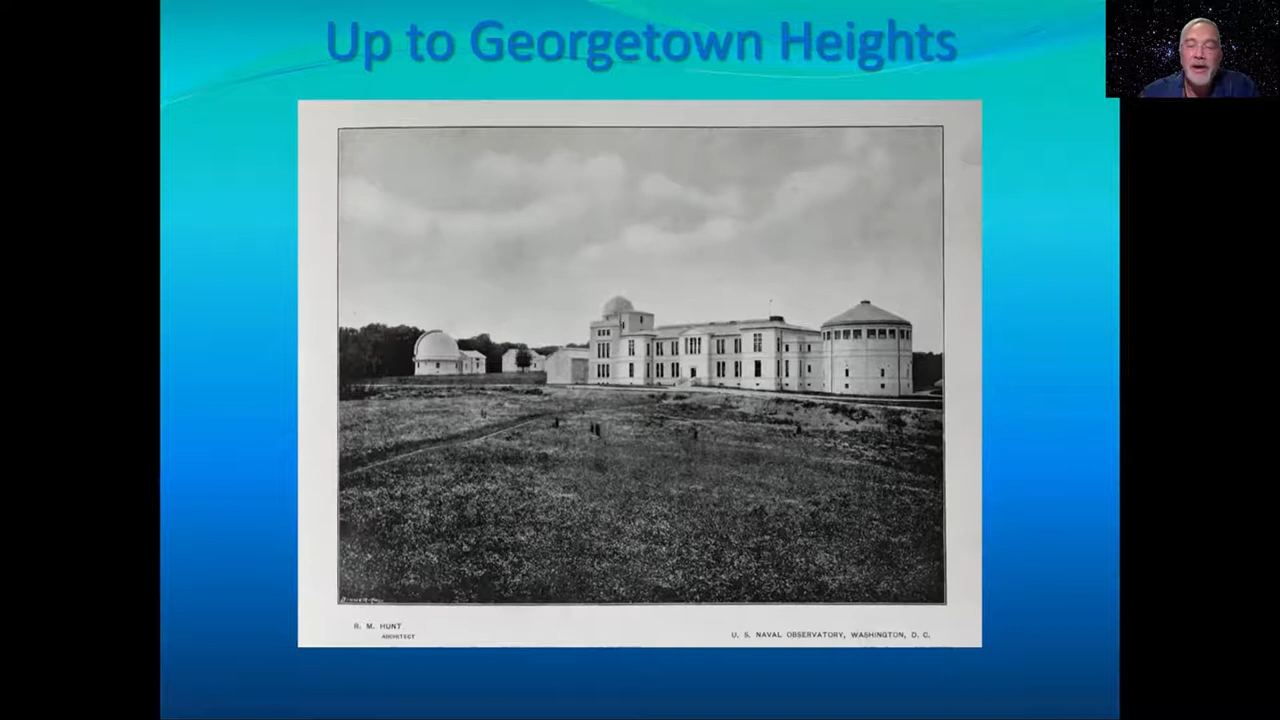 Up to Georgetown Heights
R. M. HUNT
ARCHITECT
U. S. NAVAL OBSERVATORY, WASHINGTON, D. C.